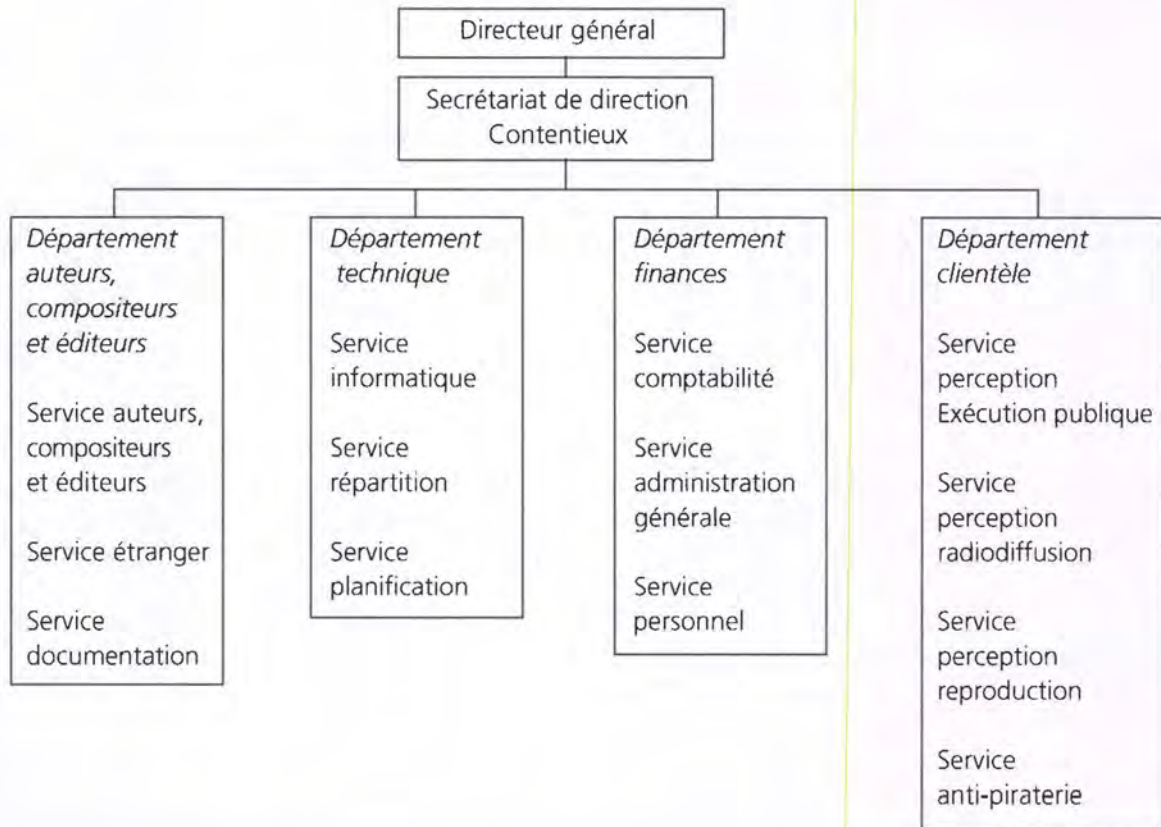 Directeur général
Secrétariat de direction
Contentieux
Département
auteurs,
compositeurs
et éditeurs
Service auteurs,
compositeurs
et éditeurs
Service étranger
Service
documentation
Département
technique
Service
informatique
Service
répartition
Service
planification
Département
finances
Service
comptabilité
Service
administration
générale
Service
personnel
Département
clientèle
Service
perception
Exécution publique
Service
perception
radiodiffusion
Service
perception
reproduction
Service
anti-piraterie